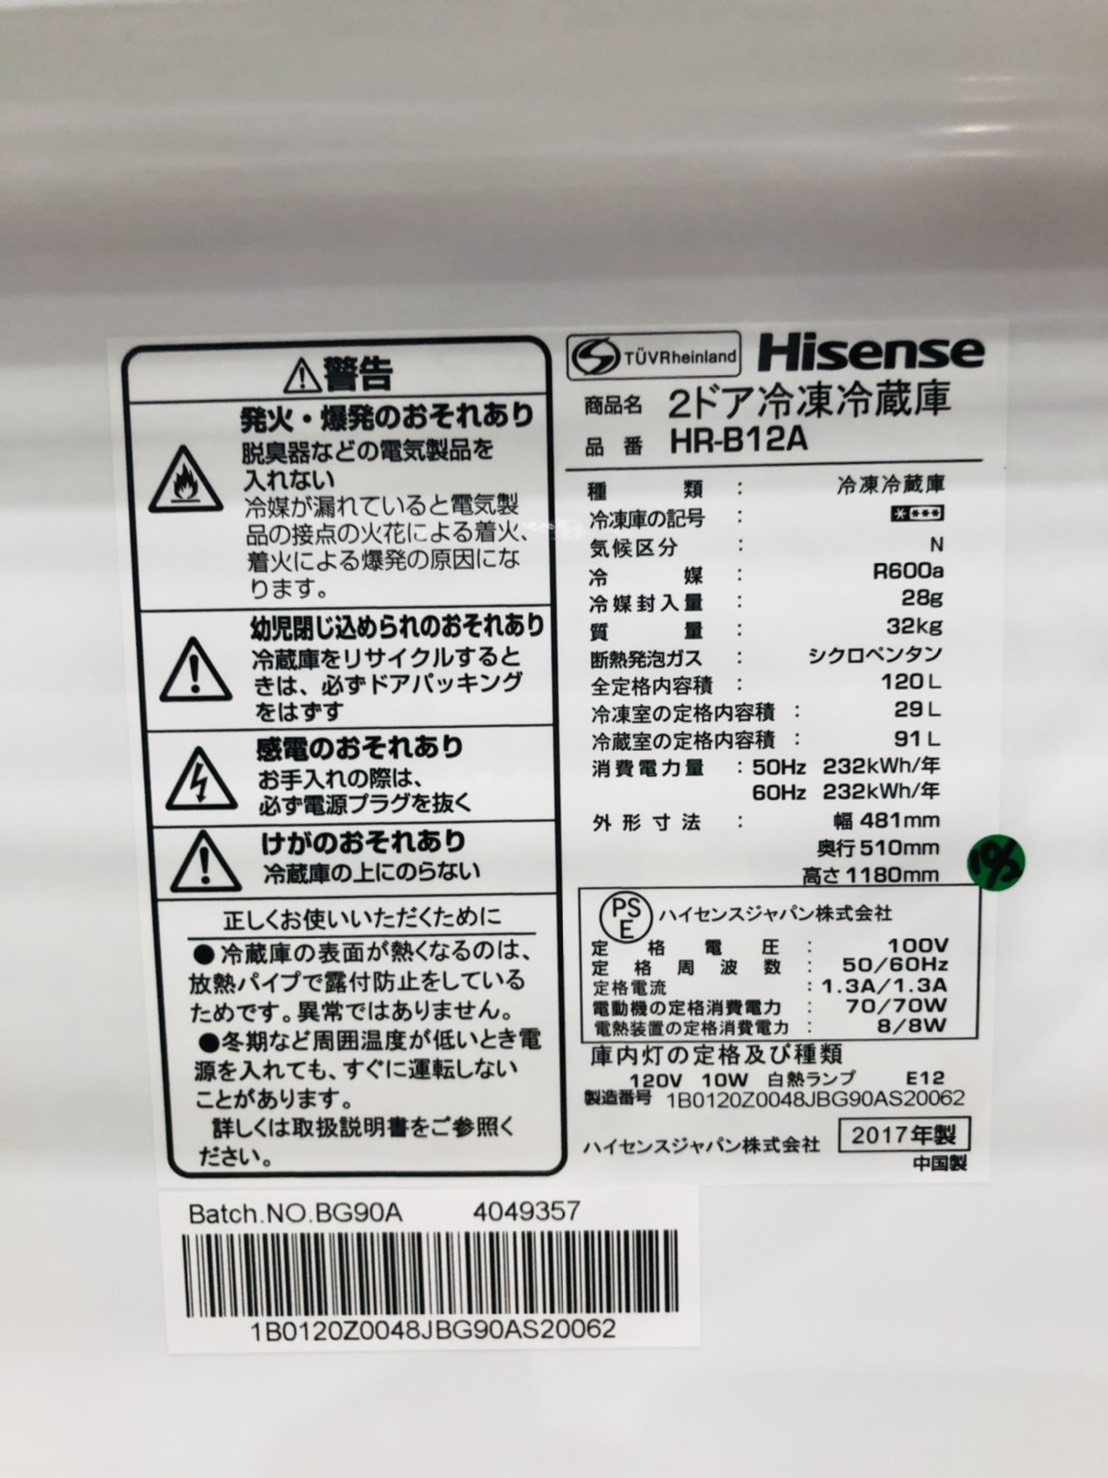 警告
発火・爆発のおそれあり
脱臭器などの電気製品を
入れない
冷媒が漏れていると電気製
品の接点の火花による着火、
着火による爆発の原因にな
ります。
幼児閉じ込められのおそれあり
冷蔵庫をリサイクルすると
きは、必ずドアパッキング
をはずす
感電のおそれあり
お手入れの際は、
必ず電源プラグを抜く
けがのおそれあり
冷蔵庫の上にのらない
正しくお使いいただくために
●冷蔵庫の表面が熱くなるのは、
放熱パイプで露付防止をしている
ためです。異常ではありません。
●冬期など周囲温度が低いとき電
源を入れても、すぐに運転しない
ことがあります。
詳しくは取扱説明書をご参照く
ださい。
TÜVRheinland Hisense
商品名 2ドア冷凍冷蔵庫
品番 HR-B12A
種類 : 冷凍冷蔵庫
冷凍庫の記号 : ****
気候区分 : N
冷媒 : R600a
冷媒封入量 : 28g
質量 : 32kg
断熱発泡ガス : シクロペンタン
全定格内容積 : 120L
冷凍室の定格内容積 : 29L
冷蔵室の定格内容積 : 91L
消費電力量 : 50Hz 232kWh/年
60Hz 232kWh/年
外形寸法 : 幅 481mm
奥行 510mm
高さ 1180mm
PSE ハイセンスジャパン株式会社
定格電圧 : 100V
定格周波数 : 50/60Hz
定格電流 : 1.3A/1.3A
電動機の定格消費電力 : 70/70W
電熱装置の定格消費電力 : 8/8W
庫内灯の定格及び種類
120V 10W 白熱ランプ E12
製造番号 1B0120Z0048JBG90AS20062
ハイセンスジャパン株式会社 2017年製
中国製
Batch.NO.BG90A 4049357
1B0120Z0048JBG90AS20062